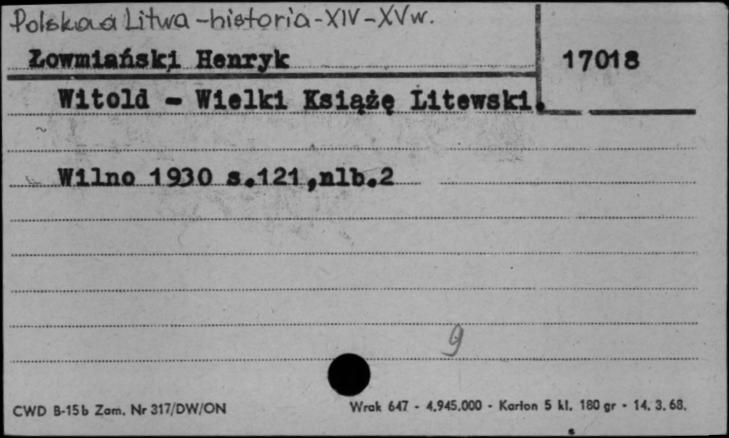 Polska a Litwa - historia - XIV - XV w.
Łowmiański Henryk
17018
Witold - Wielki Książę Litewski.
Wilno 1930 s.121,nlb.2
9
CWD B-15b Zam. Nr 317/DW/ON
Wrak 647 - 4.945.000 - Karton 5 kl. 180 gr - 14. 3. 68.